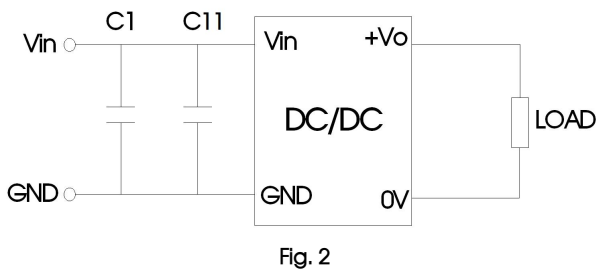 C1 C11
Vin Vin +Vo
DC/DC LOAD
GND GND 0V
Fig. 2